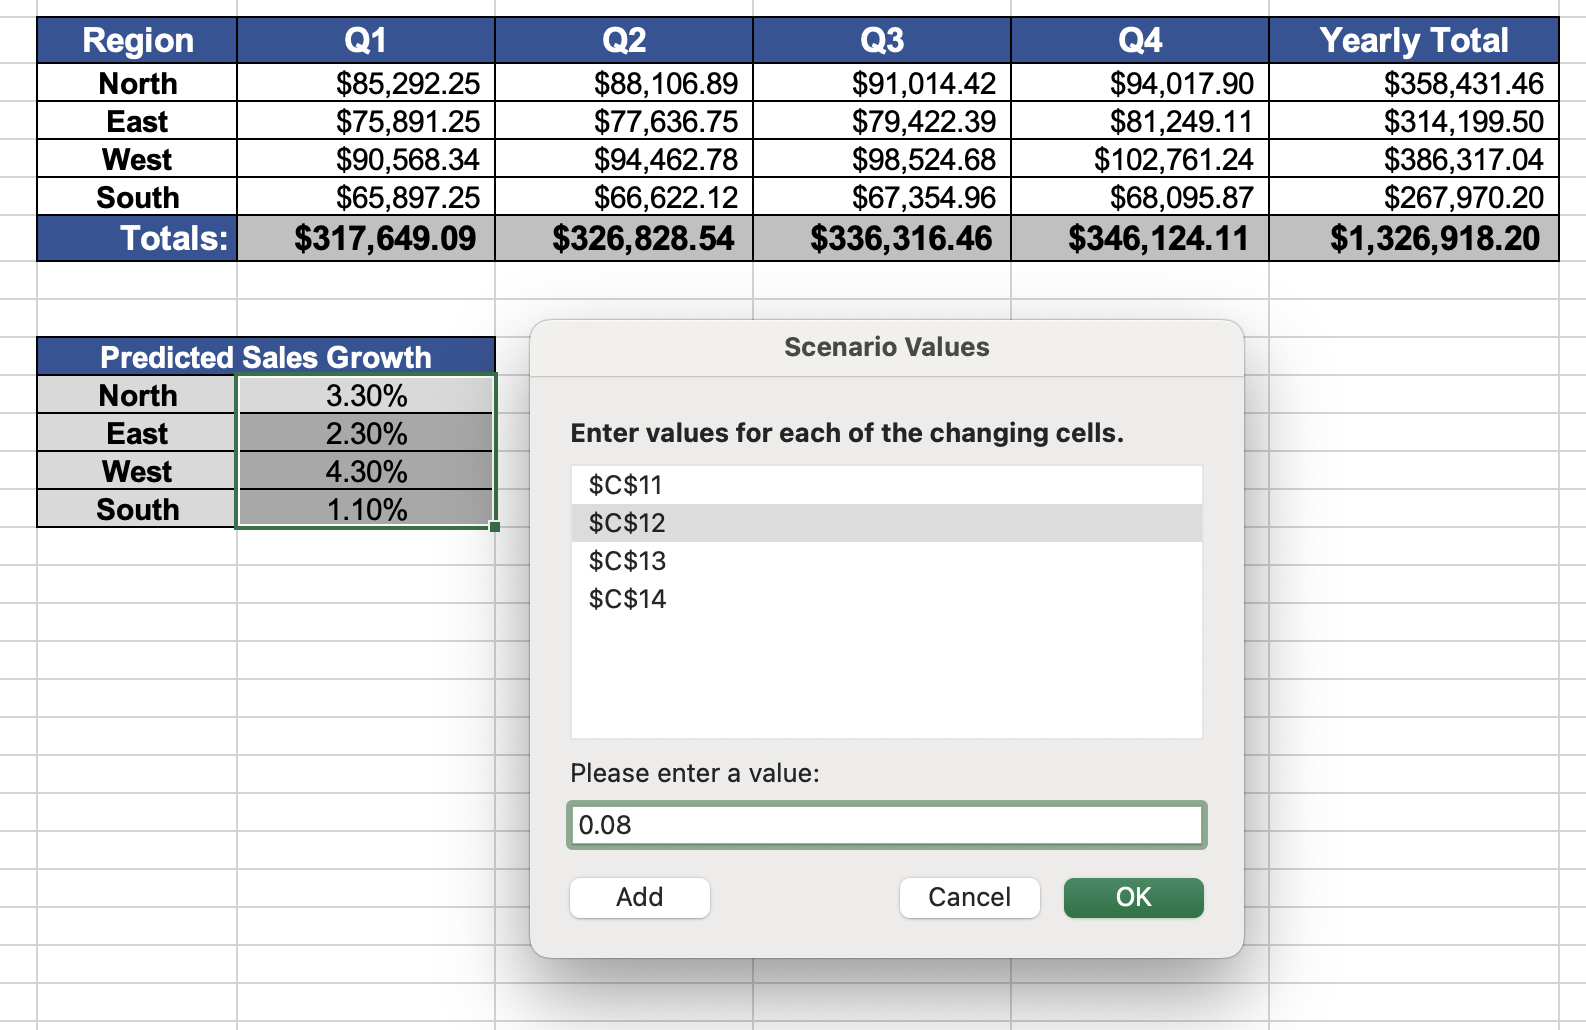 Region Q1 Q2 Q3 Q4 Yearly Total
North $85,292.25 $88,106.89 $91,014.42 $94,017.90 $358,431.46
East $75,891.25 $77,636.75 $79,422.39 $81,249.11 $314,199.50
West $90,568.34 $94,462.78 $98,524.68 $102,761.24 $386,317.04
South $65,897.25 $66,622.12 $67,354.96 $68,095.87 $267,970.20
Totals: $317,649.09 $326,828.54 $336,316.46 $346,124.11 $1,326,918.20
Predicted Sales Growth
North 3.30%
East 2.30%
West 4.30%
South 1.10%
Scenario Values
Enter values for each of the changing cells.
$C$11
$C$12
$C$13
$C$14
Please enter a value:
0.08
Add Cancel OK